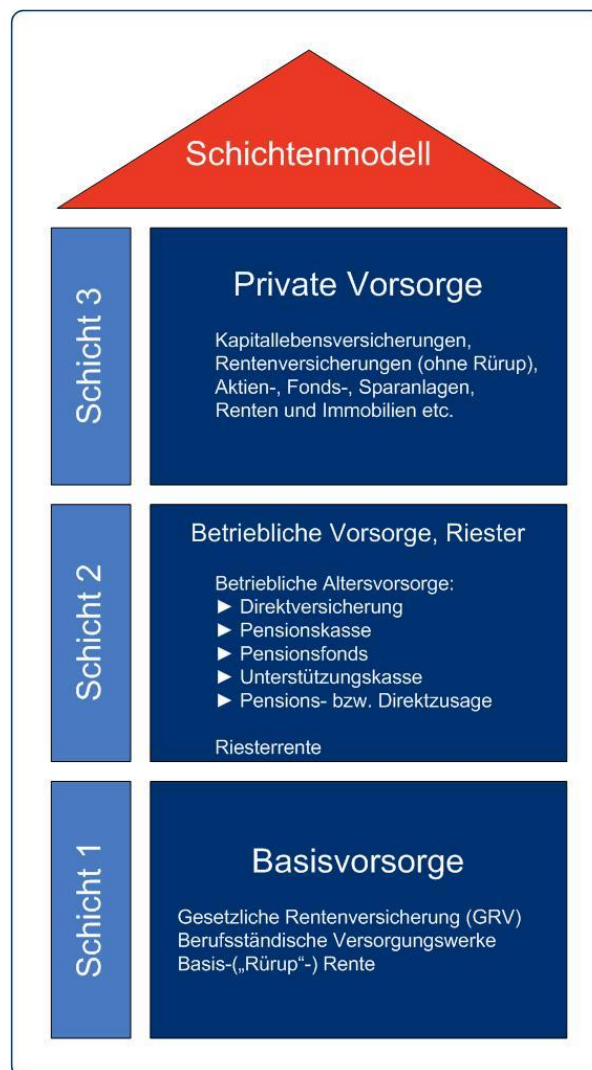 Schichtenmodell
Schicht 3
Private Vorsorge
Kapitallebensversicherungen,
Rentenversicherungen (ohne Rürup),
Aktien-, Fonds-, Sparanlagen,
Renten und Immobilien etc.
Schicht 2
Betriebliche Vorsorge, Riester
Betriebliche Altersvorsorge:
► Direktversicherung
► Pensionskasse
► Pensionsfonds
► Unterstützungskasse
► Pensions- bzw. Direktzusage
Riesterrente
Schicht 1
Basisvorsorge
Gesetzliche Rentenversicherung (GRV)
Berufsständische Versorgungswerke
Basis-(„Rürup“-) Rente